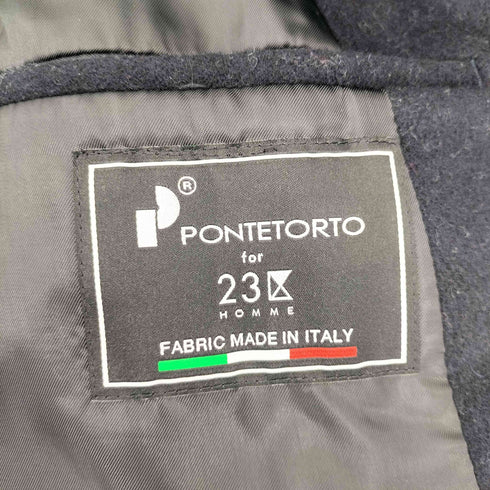 ®
PONTETORTO
for
23
HOMME
FABRIC MADE IN ITALY